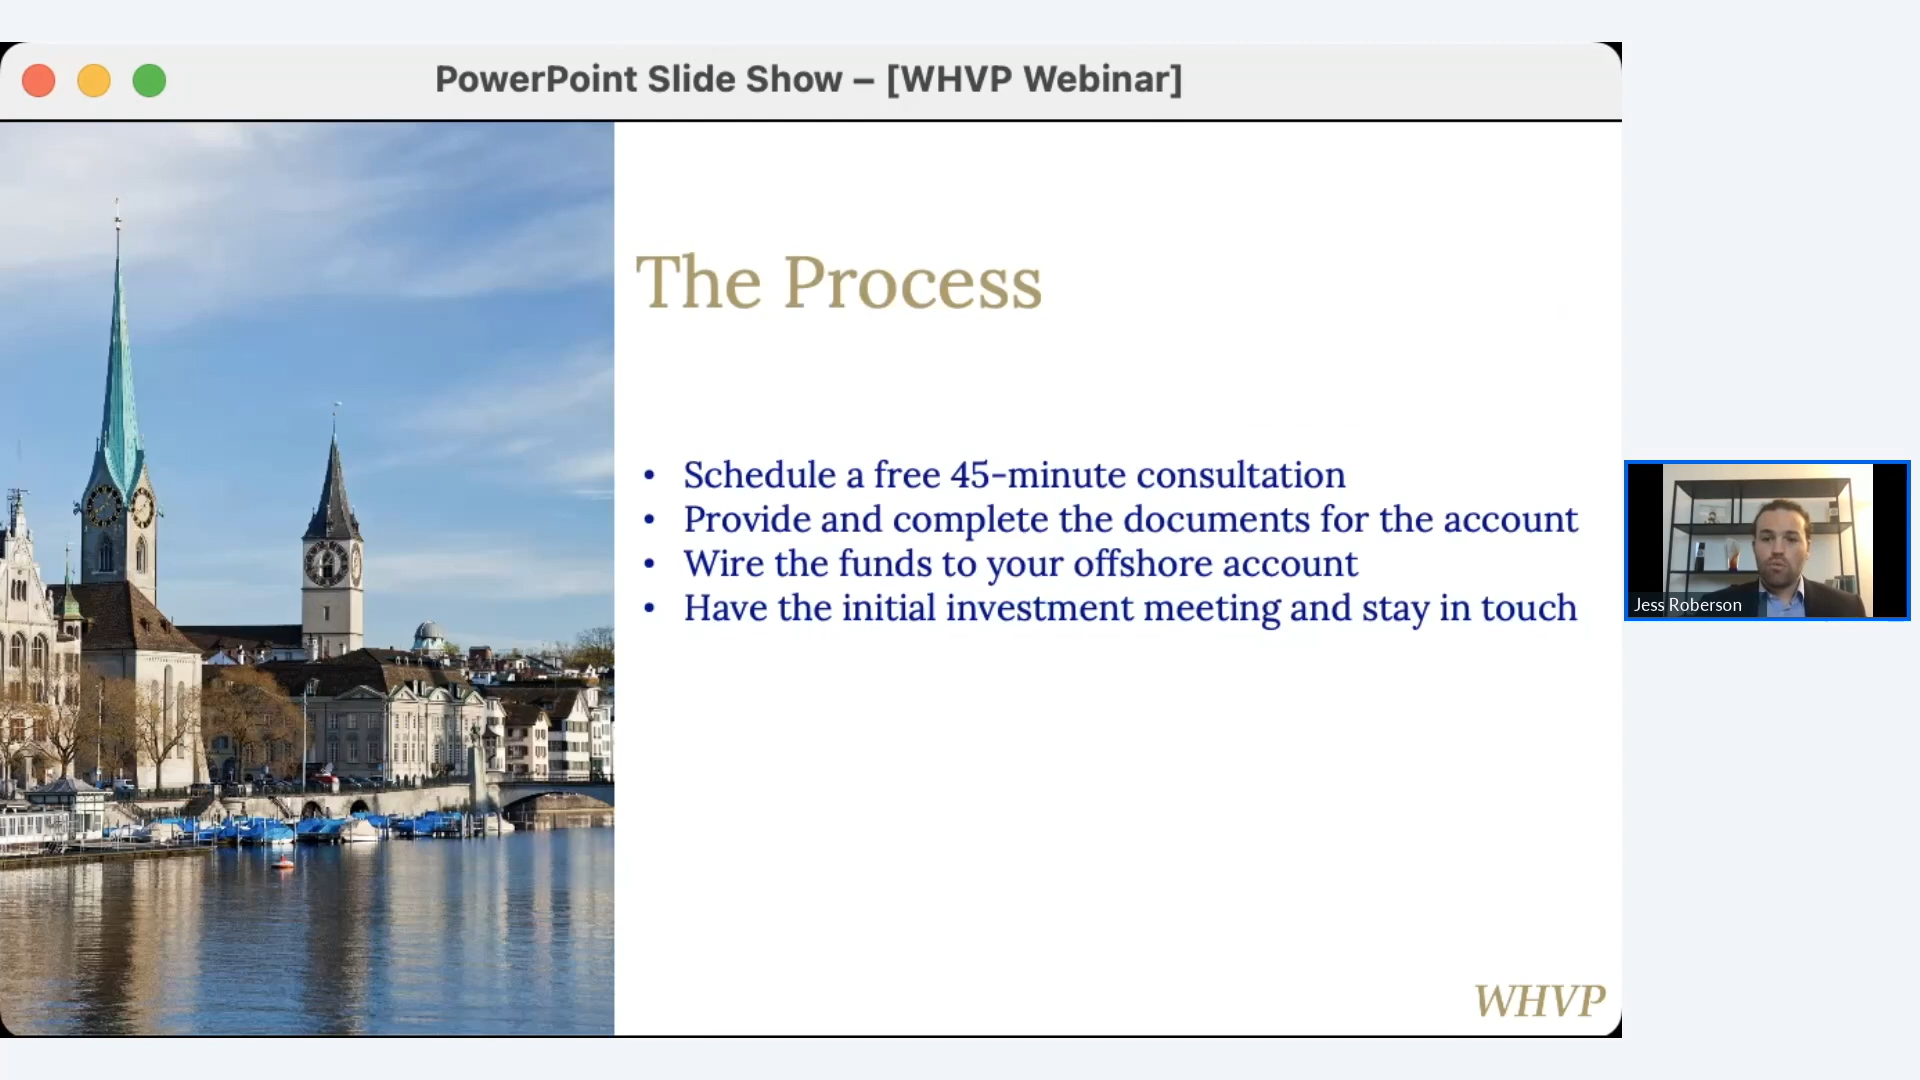 PowerPoint Slide Show – [WHVP Webinar]
The Process
• Schedule a free 45-minute consultation
• Provide and complete the documents for the account
• Wire the funds to your offshore account
• Have the initial investment meeting and stay in touch
Jess Roberson
WHVP